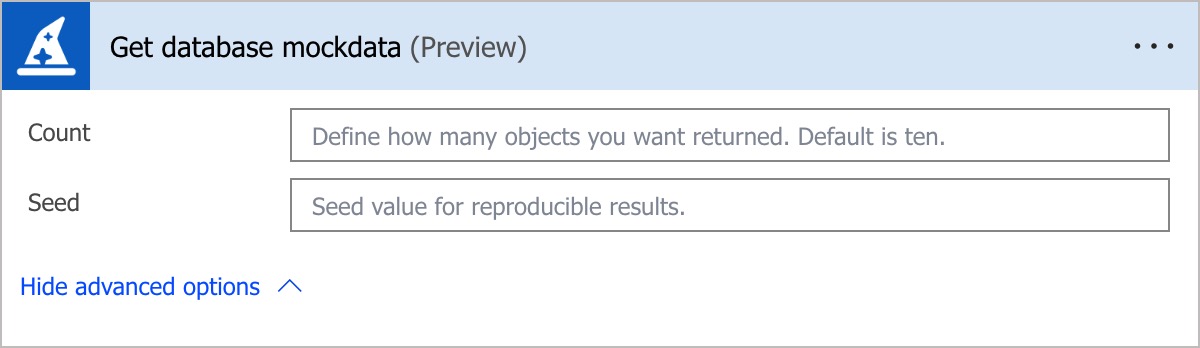 Get database mockdata (Preview)
Count
Define how many objects you want returned. Default is ten.
Seed
Seed value for reproducible results.
Hide advanced options